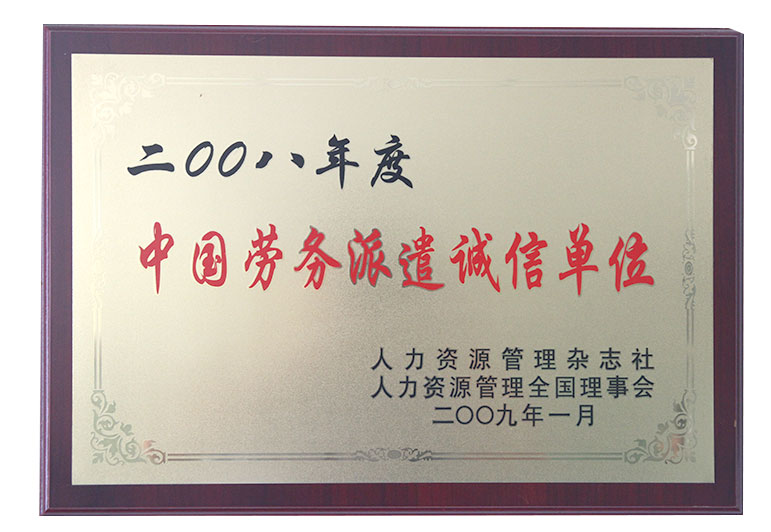 二〇〇八年度
中国劳务派遣诚信单位
人力资源管理杂志社
人力资源管理全国理事会
二〇〇九年一月